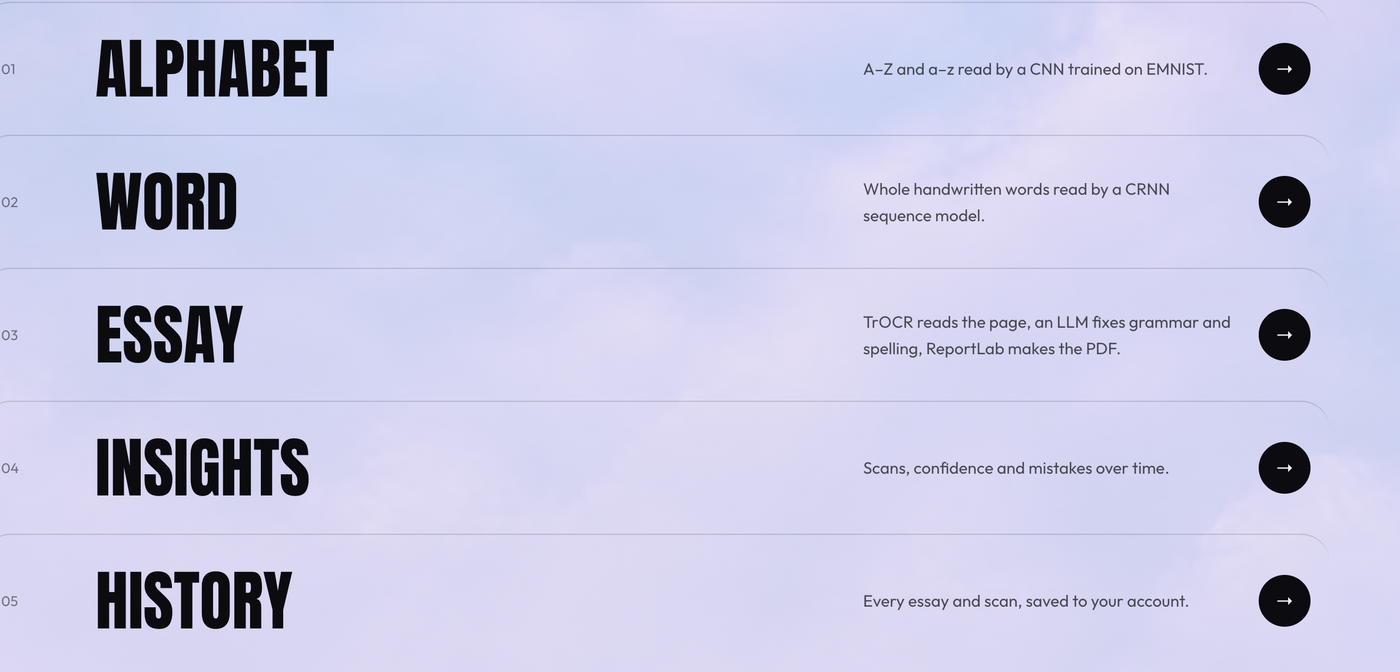 01
ALPHABET
A–Z and a–z read by a CNN trained on EMNIST.
→
02
WORD
Whole handwritten words read by a CRNN
sequence model.
→
03
ESSAY
TrOCR reads the page, an LLM fixes grammar and
spelling, ReportLab makes the PDF.
→
04
INSIGHTS
Scans, confidence and mistakes over time.
→
05
HISTORY
Every essay and scan, saved to your account.
→